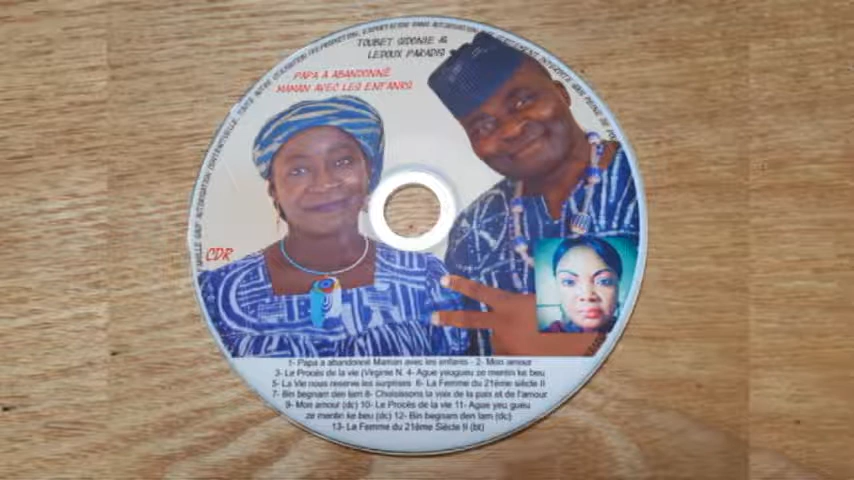 TOUBET SIDONIE &
LEDOUX PARADIS
PAPA A ABANDONNÉ
MAMAN AVEC LES ENFANTS
CDR
1- Papa a abandonné Maman avec les enfants - 2- Mon amour
3- Le Procès de la vie (Virginie N. 4- Ague yeogueu ze mentin ke beu
5- La Vie nous reserve les surprises 6- La Femme du 21ème siècle II
7- Bin begnam den lam 8- Choisissons la voix de la paix et de l'amour
9- Mon amour (dc) 10- Le Procès de la vie 11- Ague yeu gueu
ze mentin ke beu (dc) 12- Bin begnam den lam (dc)
13- La Femme du 21ème Siècle II (bt)